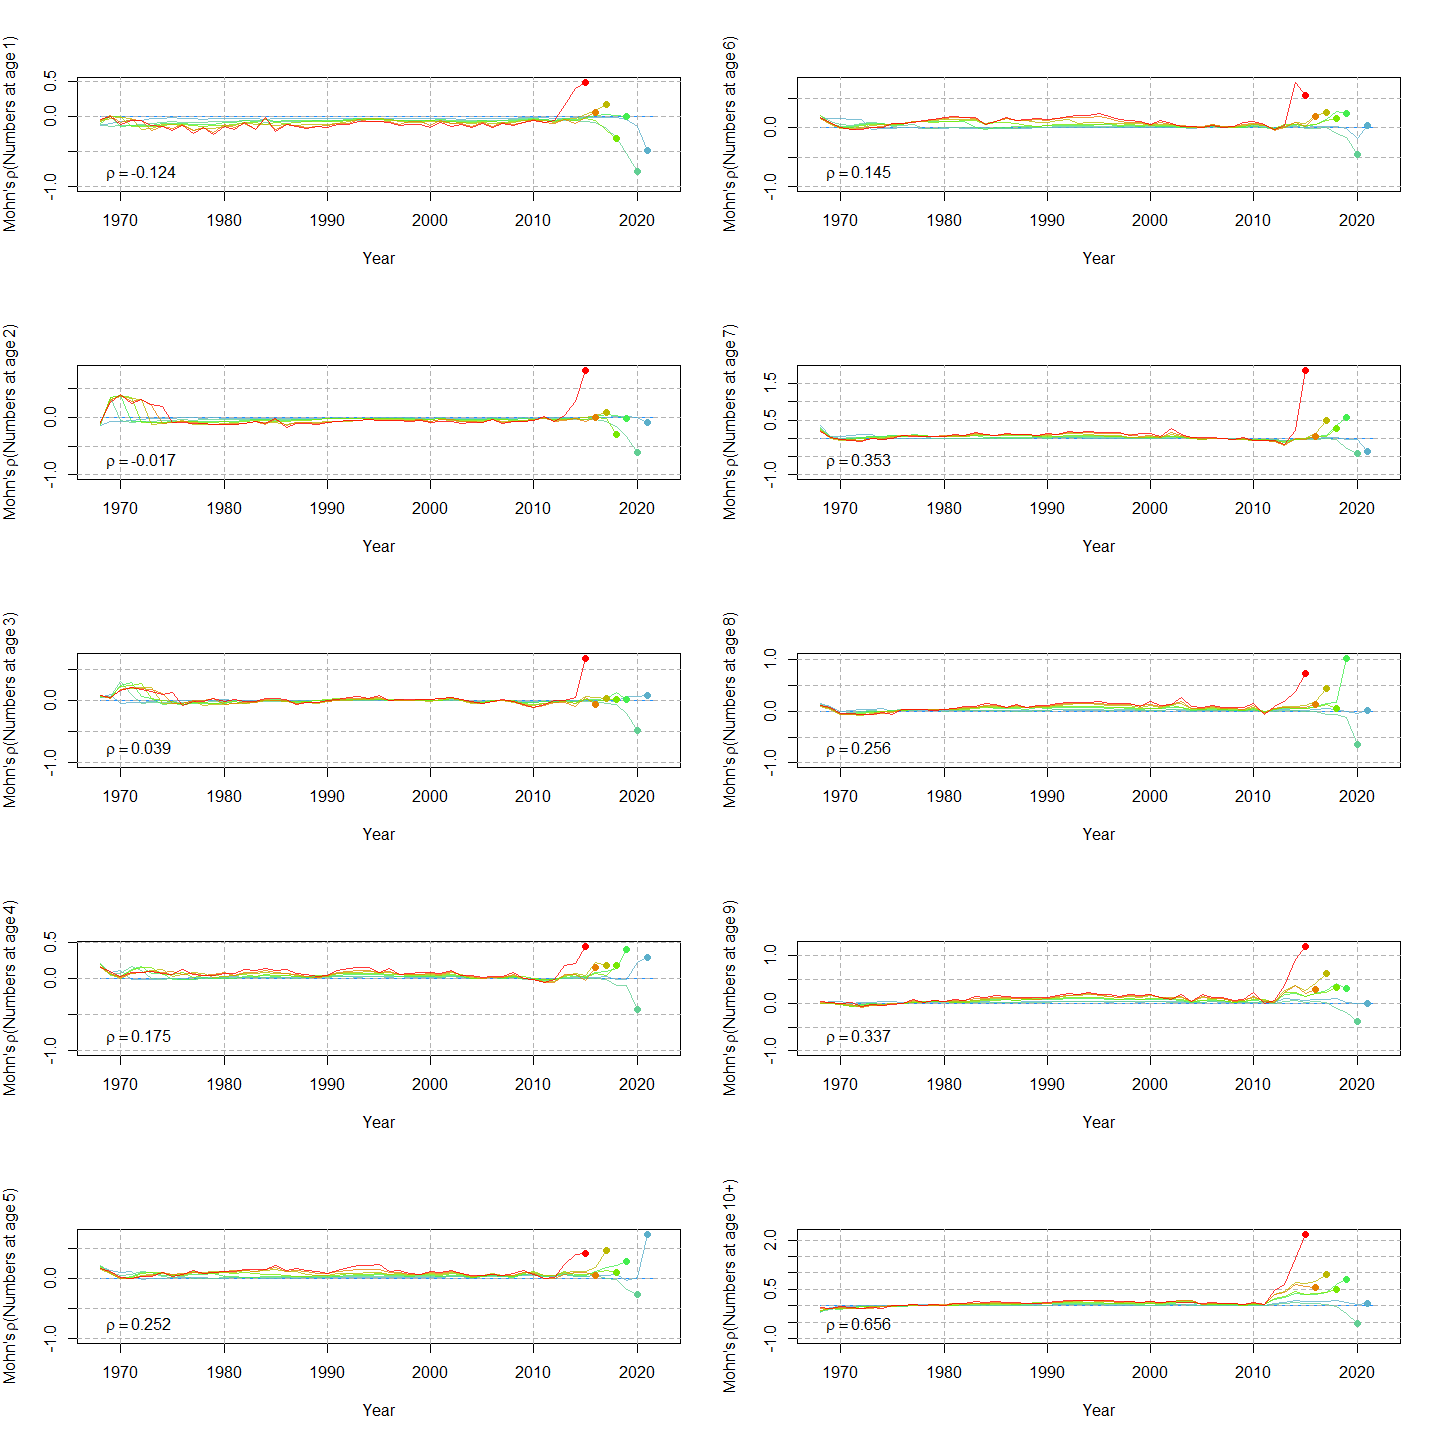 Mohn's ρ(Numbers at age 1)
0.5
0.0
-1.0
ρ = -0.124
1970 1980 1990 2000 2010 2020
Year
Mohn's ρ(Numbers at age 6)
0.0
-1.0
ρ = 0.145
1970 1980 1990 2000 2010 2020
Year
Mohn's ρ(Numbers at age 2)
0.0
-1.0
ρ = -0.017
1970 1980 1990 2000 2010 2020
Year
Mohn's ρ(Numbers at age 7)
1.5
0.5
-1.0
ρ = 0.353
1970 1980 1990 2000 2010 2020
Year
Mohn's ρ(Numbers at age 3)
0.0
-1.0
ρ = 0.039
1970 1980 1990 2000 2010 2020
Year
Mohn's ρ(Numbers at age 8)
1.0
0.0
-1.0
ρ = 0.256
1970 1980 1990 2000 2010 2020
Year
Mohn's ρ(Numbers at age 4)
0.5
0.0
-1.0
ρ = 0.175
1970 1980 1990 2000 2010 2020
Year
Mohn's ρ(Numbers at age 9)
1.0
0.0
-1.0
ρ = 0.337
1970 1980 1990 2000 2010 2020
Year
Mohn's ρ(Numbers at age 5)
0.0
-1.0
ρ = 0.252
1970 1980 1990 2000 2010 2020
Year
Mohn's ρ(Numbers at age 10+)
2.0
0.5
-1.0
ρ = 0.656
1970 1980 1990 2000 2010 2020
Year